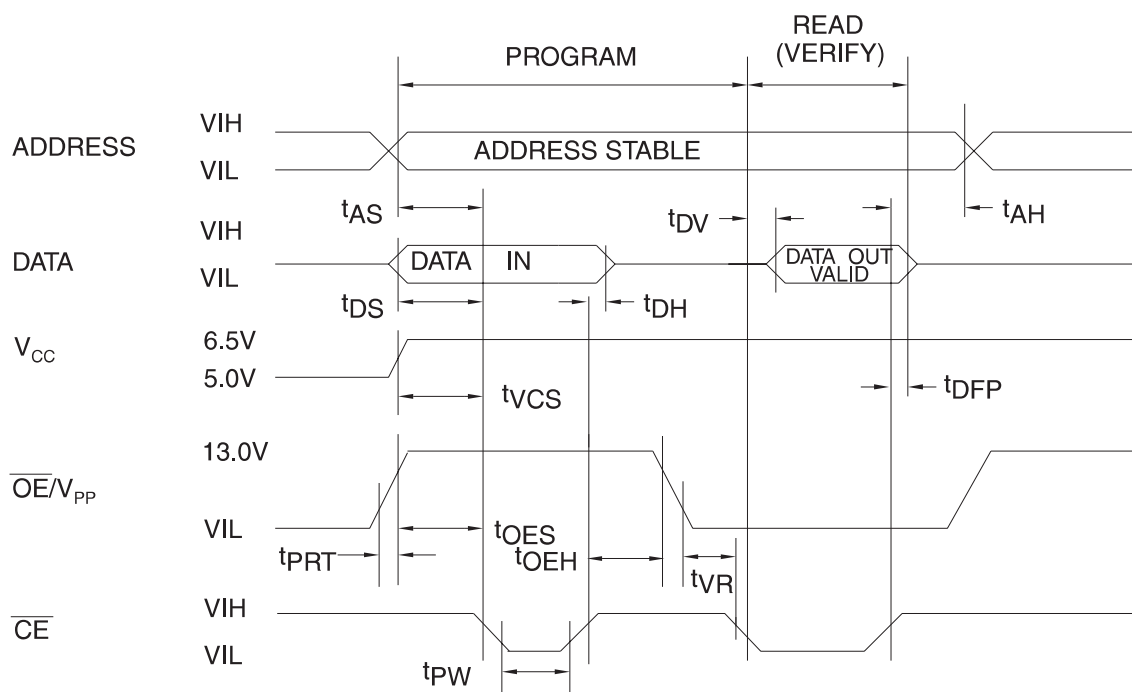 READ
(VERIFY)
PROGRAM
ADDRESS
VIH
VIL
ADDRESS STABLE
tAS
tDV
tAH
DATA
VIH
VIL
DATA IN
DATA OUT
VALID
tDS
tDH
VCC
6.5V
5.0V
tVCS
tDFP
OE/VPP
13.0V
VIL
tPRT
tOES
tOEH
tVR
CE
VIH
VIL
tPW